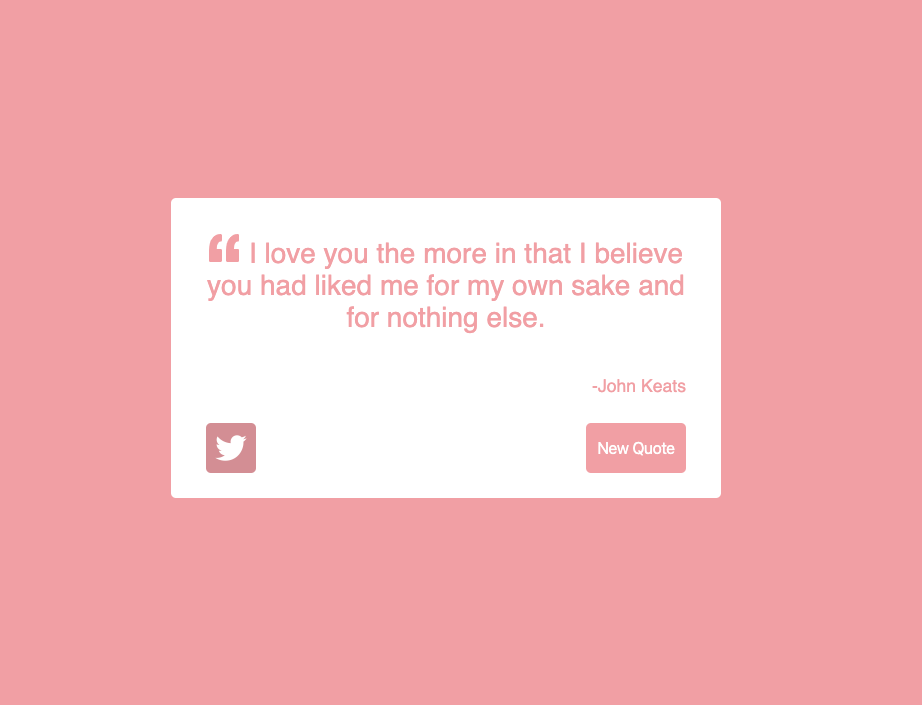 “ I love you the more in that I believe
you had liked me for my own sake and
for nothing else.
-John Keats
New Quote